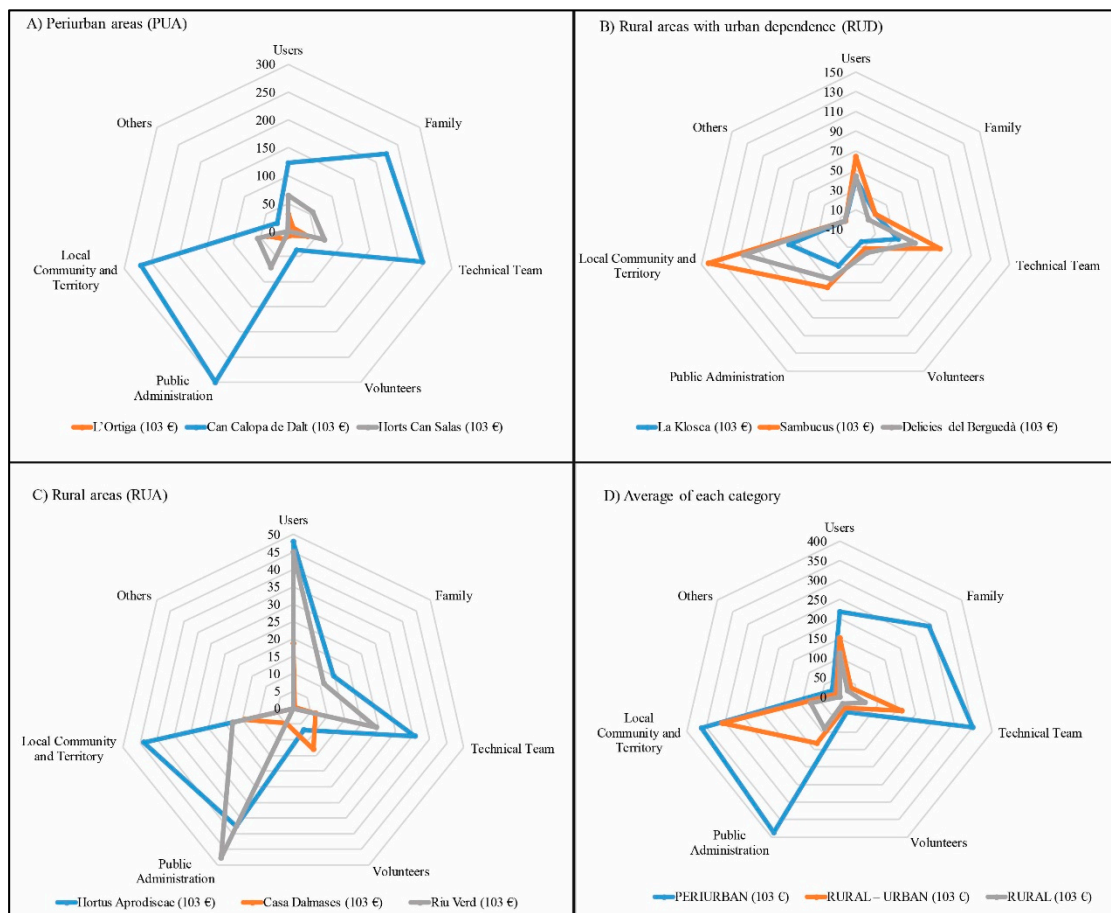 A) Periurban areas (PUA)
Users
300
250
200
150
100
50
0
Family
Technical Team
Volunteers
Public
Administration
Local
Community and
Territory
Others
L'Ortiga (103 €)
Can Calopa de Dalt (103 €)
Horts Can Salas (103 €)
B) Rural areas with urban dependence (RUD)
Users
150
130
110
90
70
50
30
10
-10
Family
Technical Team
Volunteers
Public Administration
Local Community and
Territory
Others
La Klosca (103 €)
Sambucus (103 €)
Delicies del Berguedà (103 €)
C) Rural areas (RUA)
Users
50
45
40
35
30
25
20
15
10
5
0
Family
Technical Team
Volunteers
Public
Administration
Local Community
and Territory
Others
Hortus Aprodiscae (103 €)
Casa Dalmases (103 €)
Riu Verd (103 €)
D) Average of each category
Users
400
350
300
250
200
150
100
50
0
Family
Technical Team
Volunteers
Public
Administration
Local
Community and
Territory
Others
PERIURBAN (103 €)
RURAL – URBAN (103 €)
RURAL (103 €)